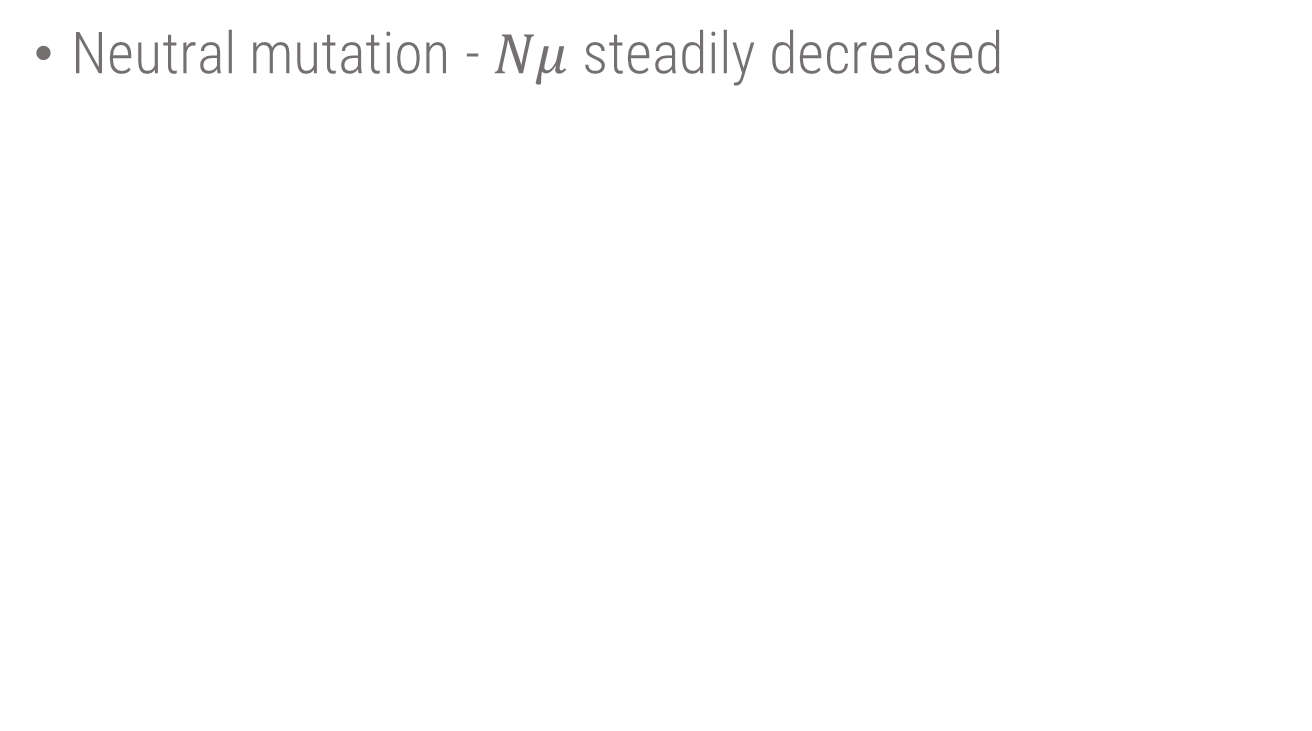 • Neutral mutation - 𝑁𝜇 steadily decreased